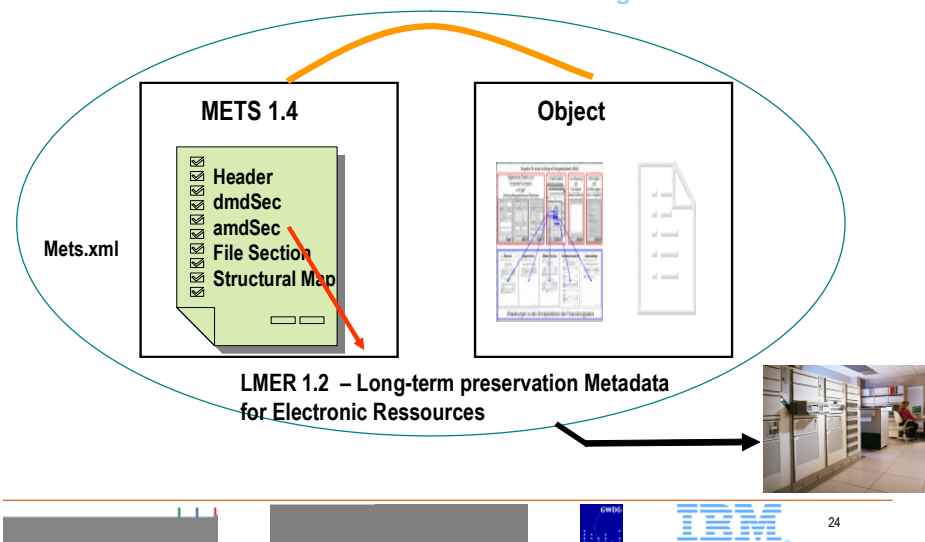 METS 1.4
Header
dmdSec
amdSec
File Section
Structural Map
Mets.xml
Object
LMER 1.2 – Long-term preservation Metadata
for Electronic Ressources
GWDG
IBM
24